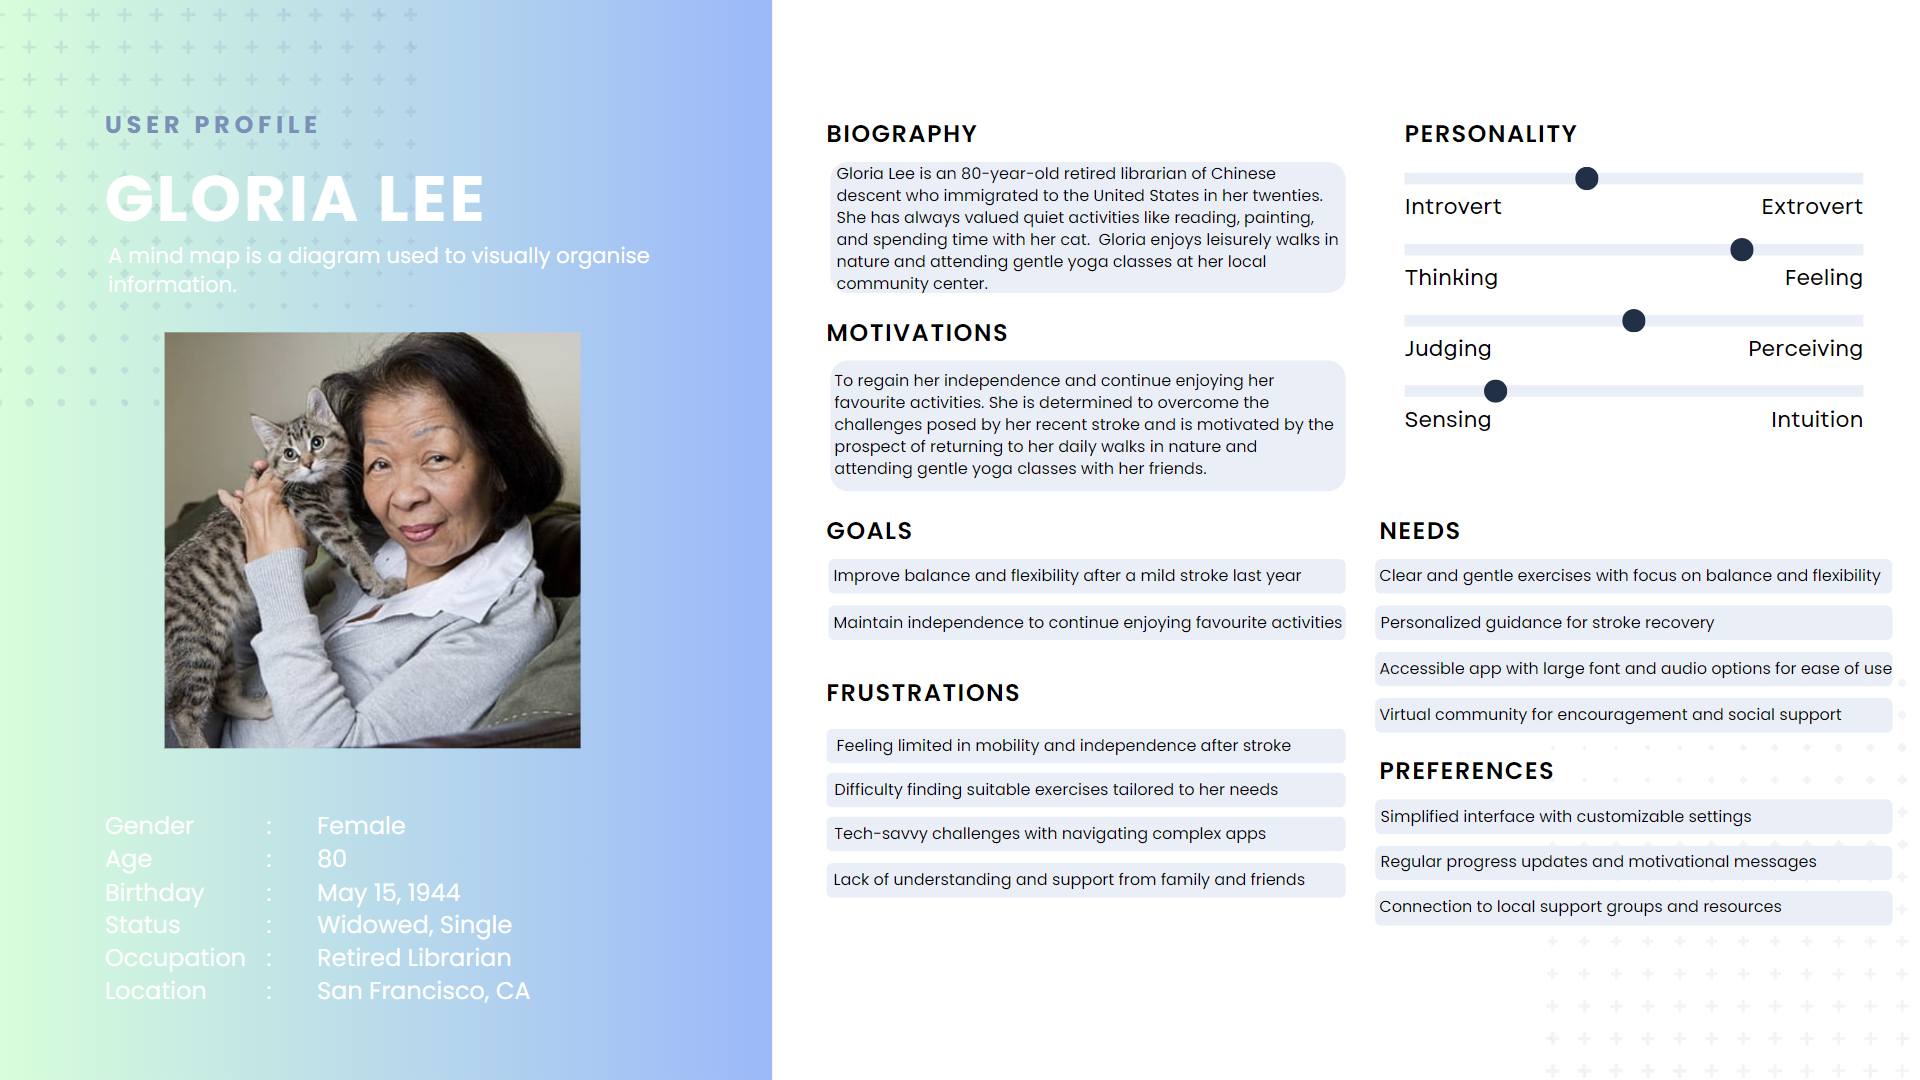 USER PROFILE
GLORIA LEE
A mind map is a diagram used to visually organise
information.
Gender : Female
Age : 80
Birthday : May 15, 1944
Status : Widowed, Single
Occupation : Retired Librarian
Location : San Francisco, CA
BIOGRAPHY
Gloria Lee is an 80-year-old retired librarian of Chinese
descent who immigrated to the United States in her twenties.
She has always valued quiet activities like reading, painting,
and spending time with her cat.  Gloria enjoys leisurely walks in
nature and attending gentle yoga classes at her local
community center.
MOTIVATIONS
To regain her independence and continue enjoying her
favourite activities. She is determined to overcome the
challenges posed by her recent stroke and is motivated by the
prospect of returning to her daily walks in nature and
attending gentle yoga classes with her friends.
GOALS
Improve balance and flexibility after a mild stroke last year
Maintain independence to continue enjoying favourite activities
FRUSTRATIONS
Feeling limited in mobility and independence after stroke
Difficulty finding suitable exercises tailored to her needs
Tech-savvy challenges with navigating complex apps
Lack of understanding and support from family and friends
PERSONALITY
Introvert Extrovert
Thinking Feeling
Judging Perceiving
Sensing Intuition
NEEDS
Clear and gentle exercises with focus on balance and flexibility
Personalized guidance for stroke recovery
Accessible app with large font and audio options for ease of use
Virtual community for encouragement and social support
PREFERENCES
Simplified interface with customizable settings
Regular progress updates and motivational messages
Connection to local support groups and resources